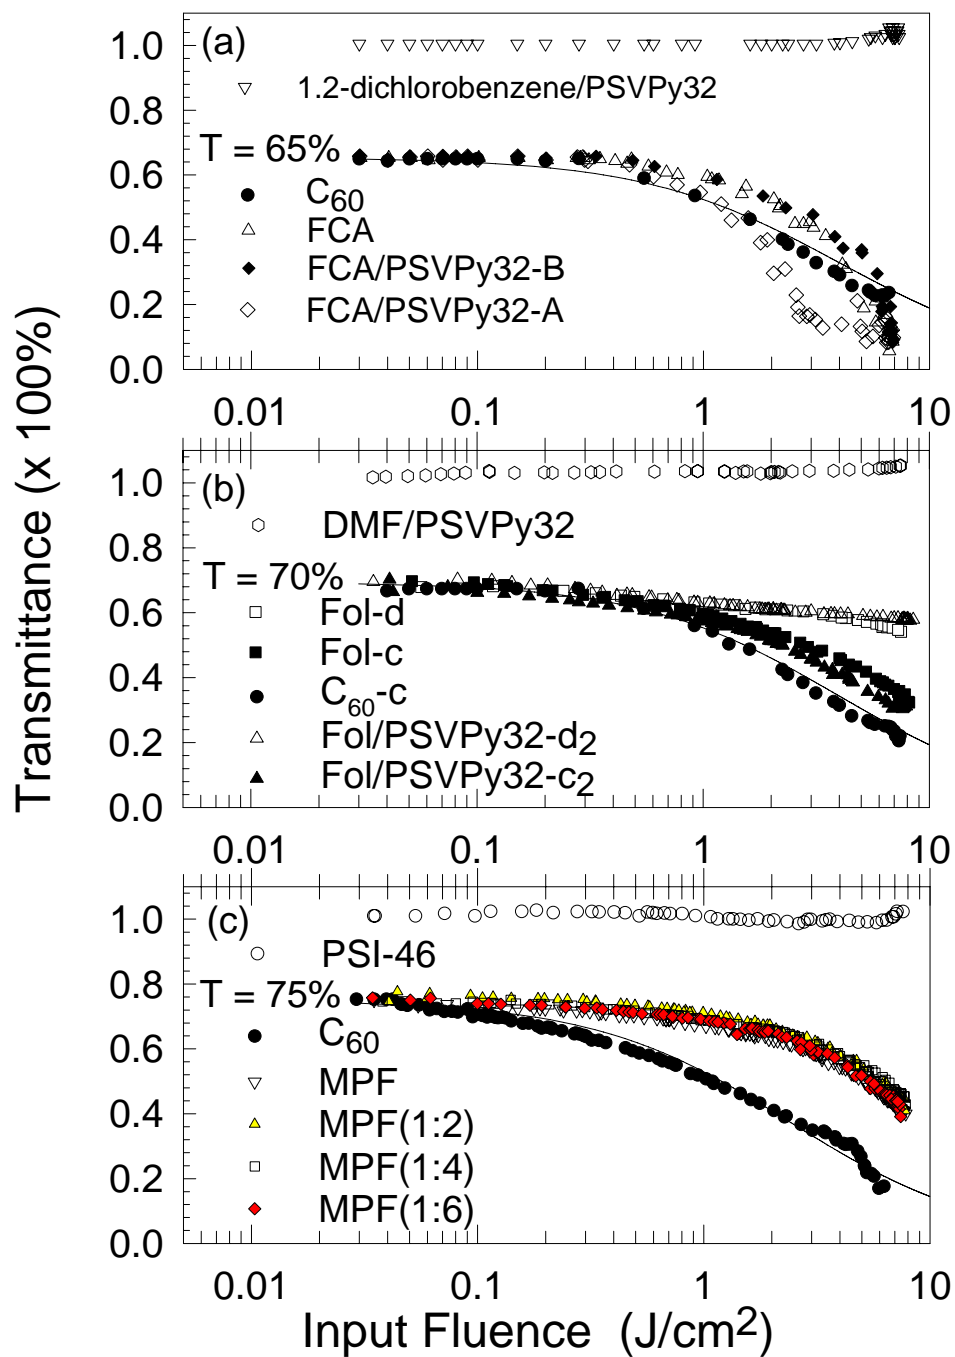 Transmittance (x 100%)
(a)
1.2-dichlorobenzene/PSVPy32
T = 65%
C60
FCA
FCA/PSVPy32-B
FCA/PSVPy32-A
1.0
0.8
0.6
0.4
0.2
0.0
0.01 0.1 1 10
(b)
DMF/PSVPy32
T = 70%
Fol-d
Fol-c
C60-c
Fol/PSVPy32-d2
Fol/PSVPy32-c2
1.0
0.8
0.6
0.4
0.2
0.0
0.01 0.1 1 10
(c)
PSI-46
T = 75%
C60
MPF
MPF(1:2)
MPF(1:4)
MPF(1:6)
1.0
0.8
0.6
0.4
0.2
0.0
0.01 0.1 1 10
Input Fluence (J/cm2)